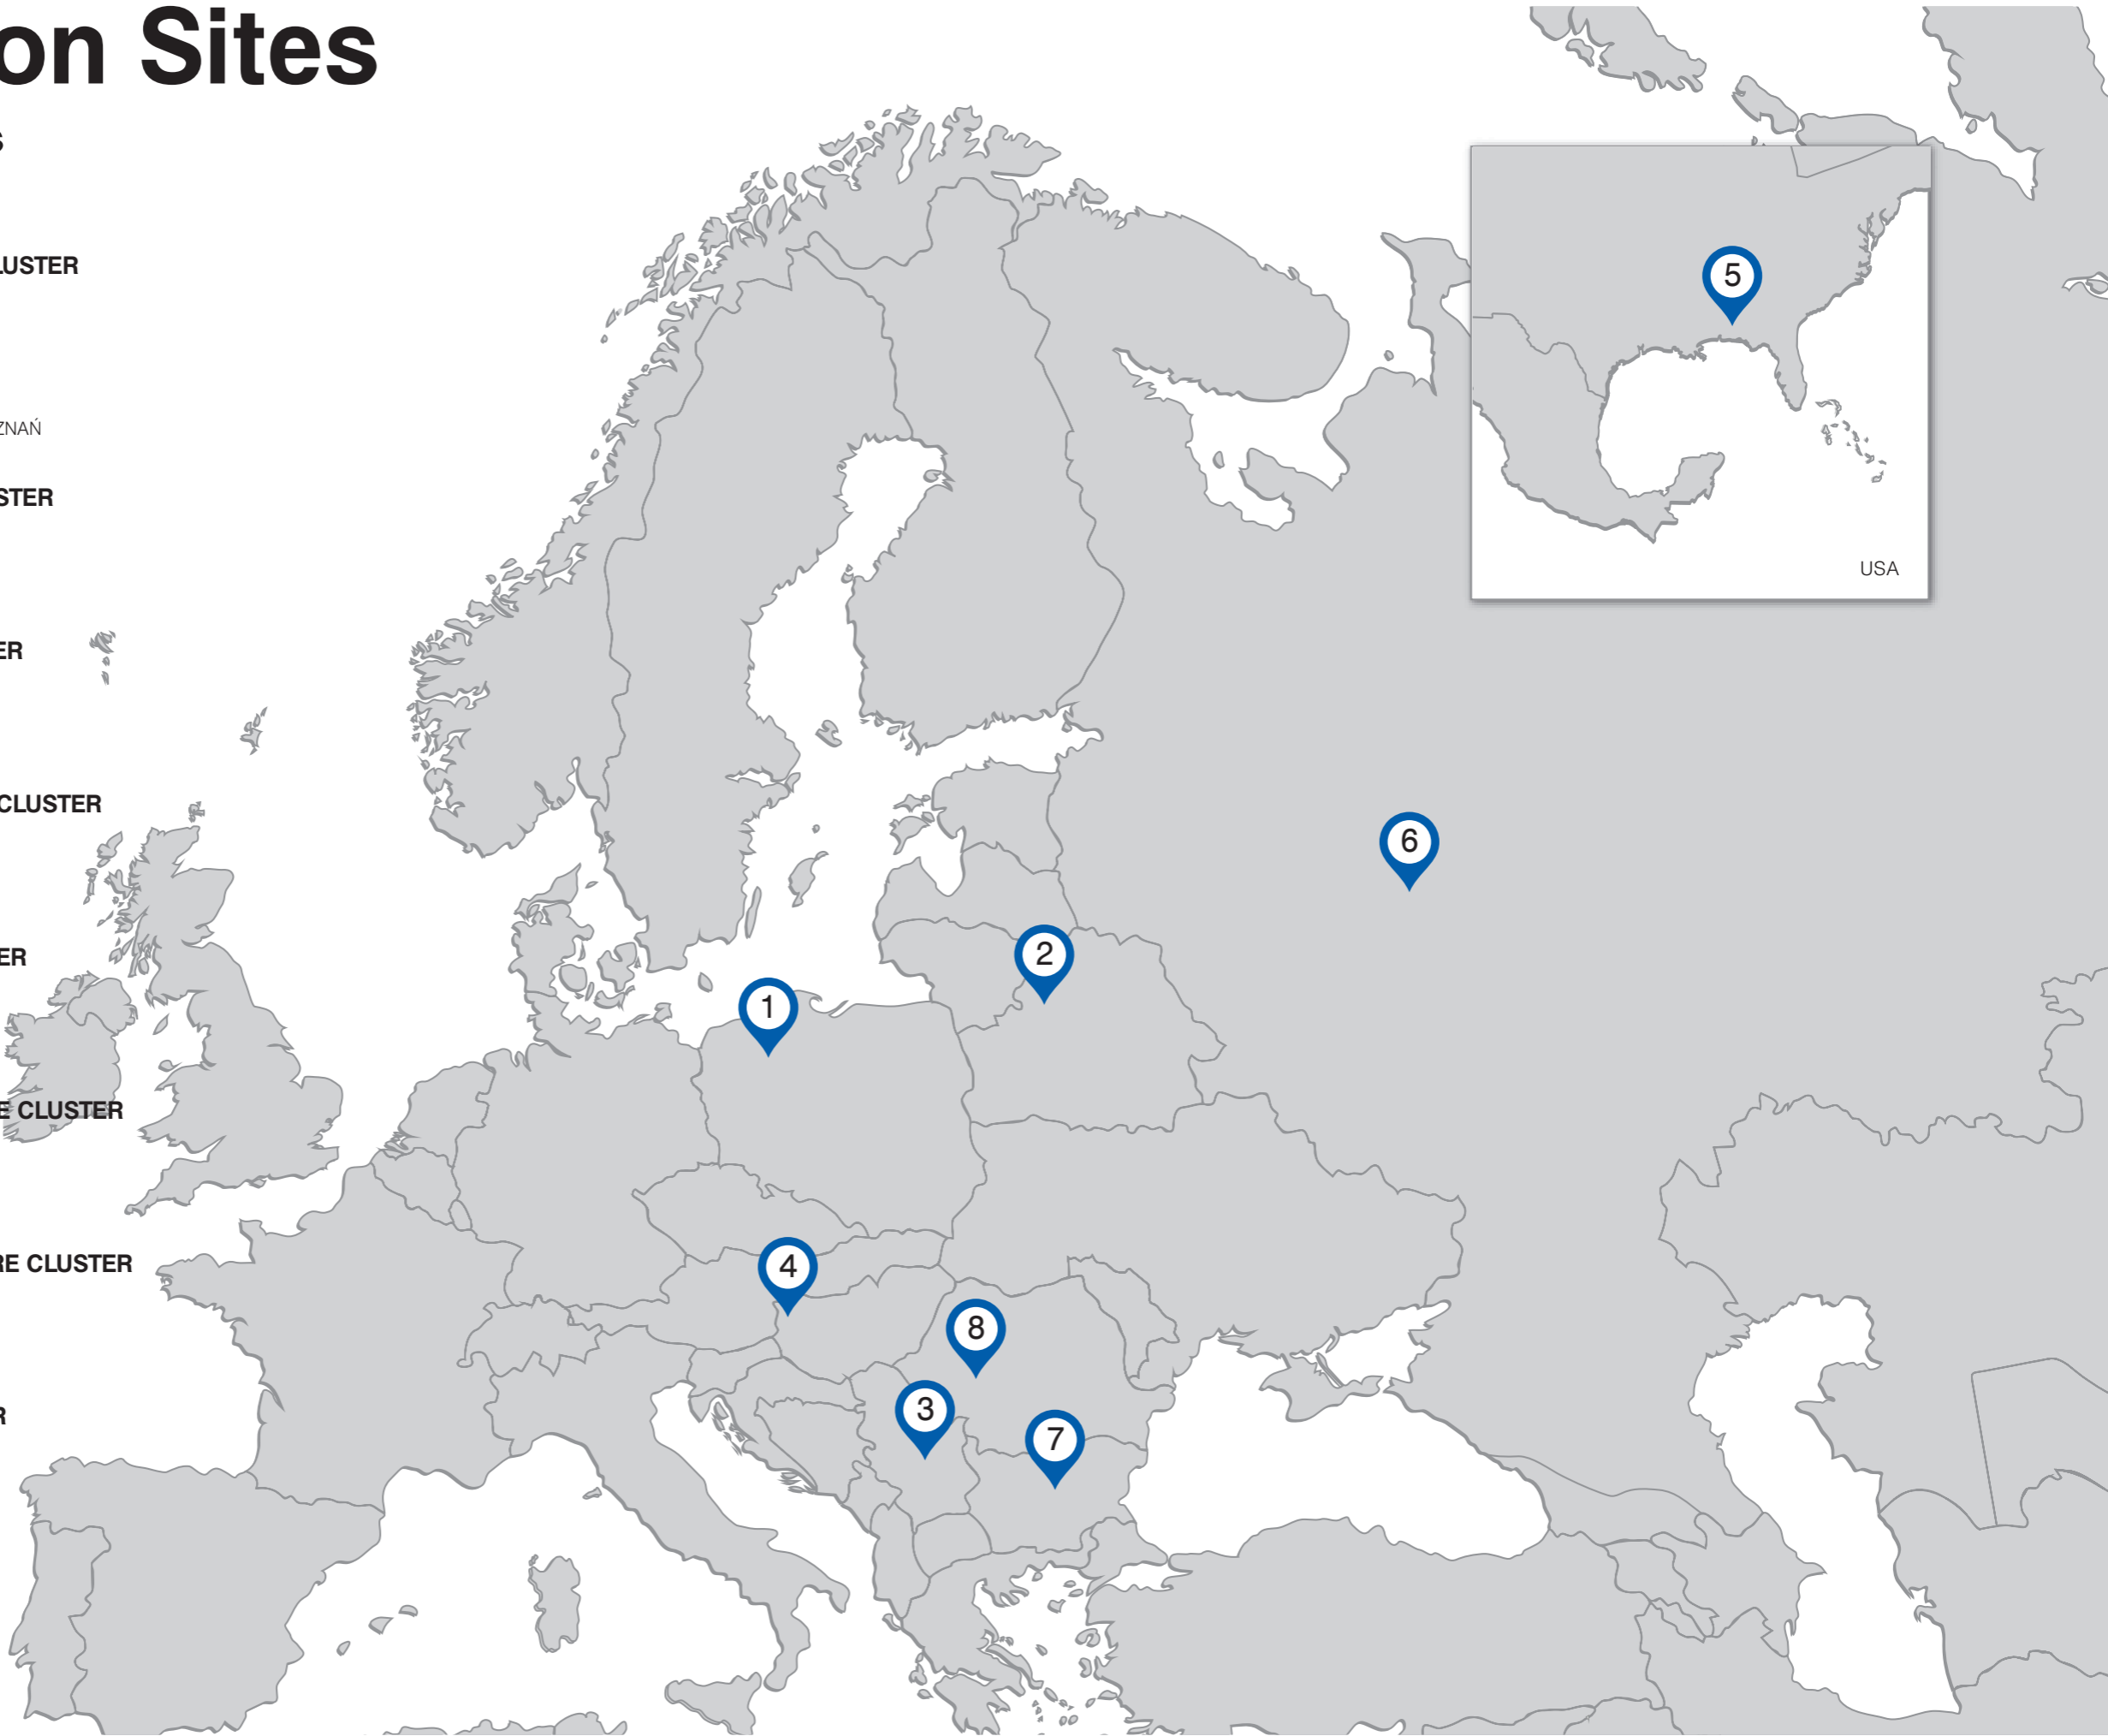 on Sites
S
LUSTER
ZNAŃ
STER
ER
CLUSTER
ER
E CLUSTER
RE CLUSTER
R
5
USA
6
2
1
4
8
3
7